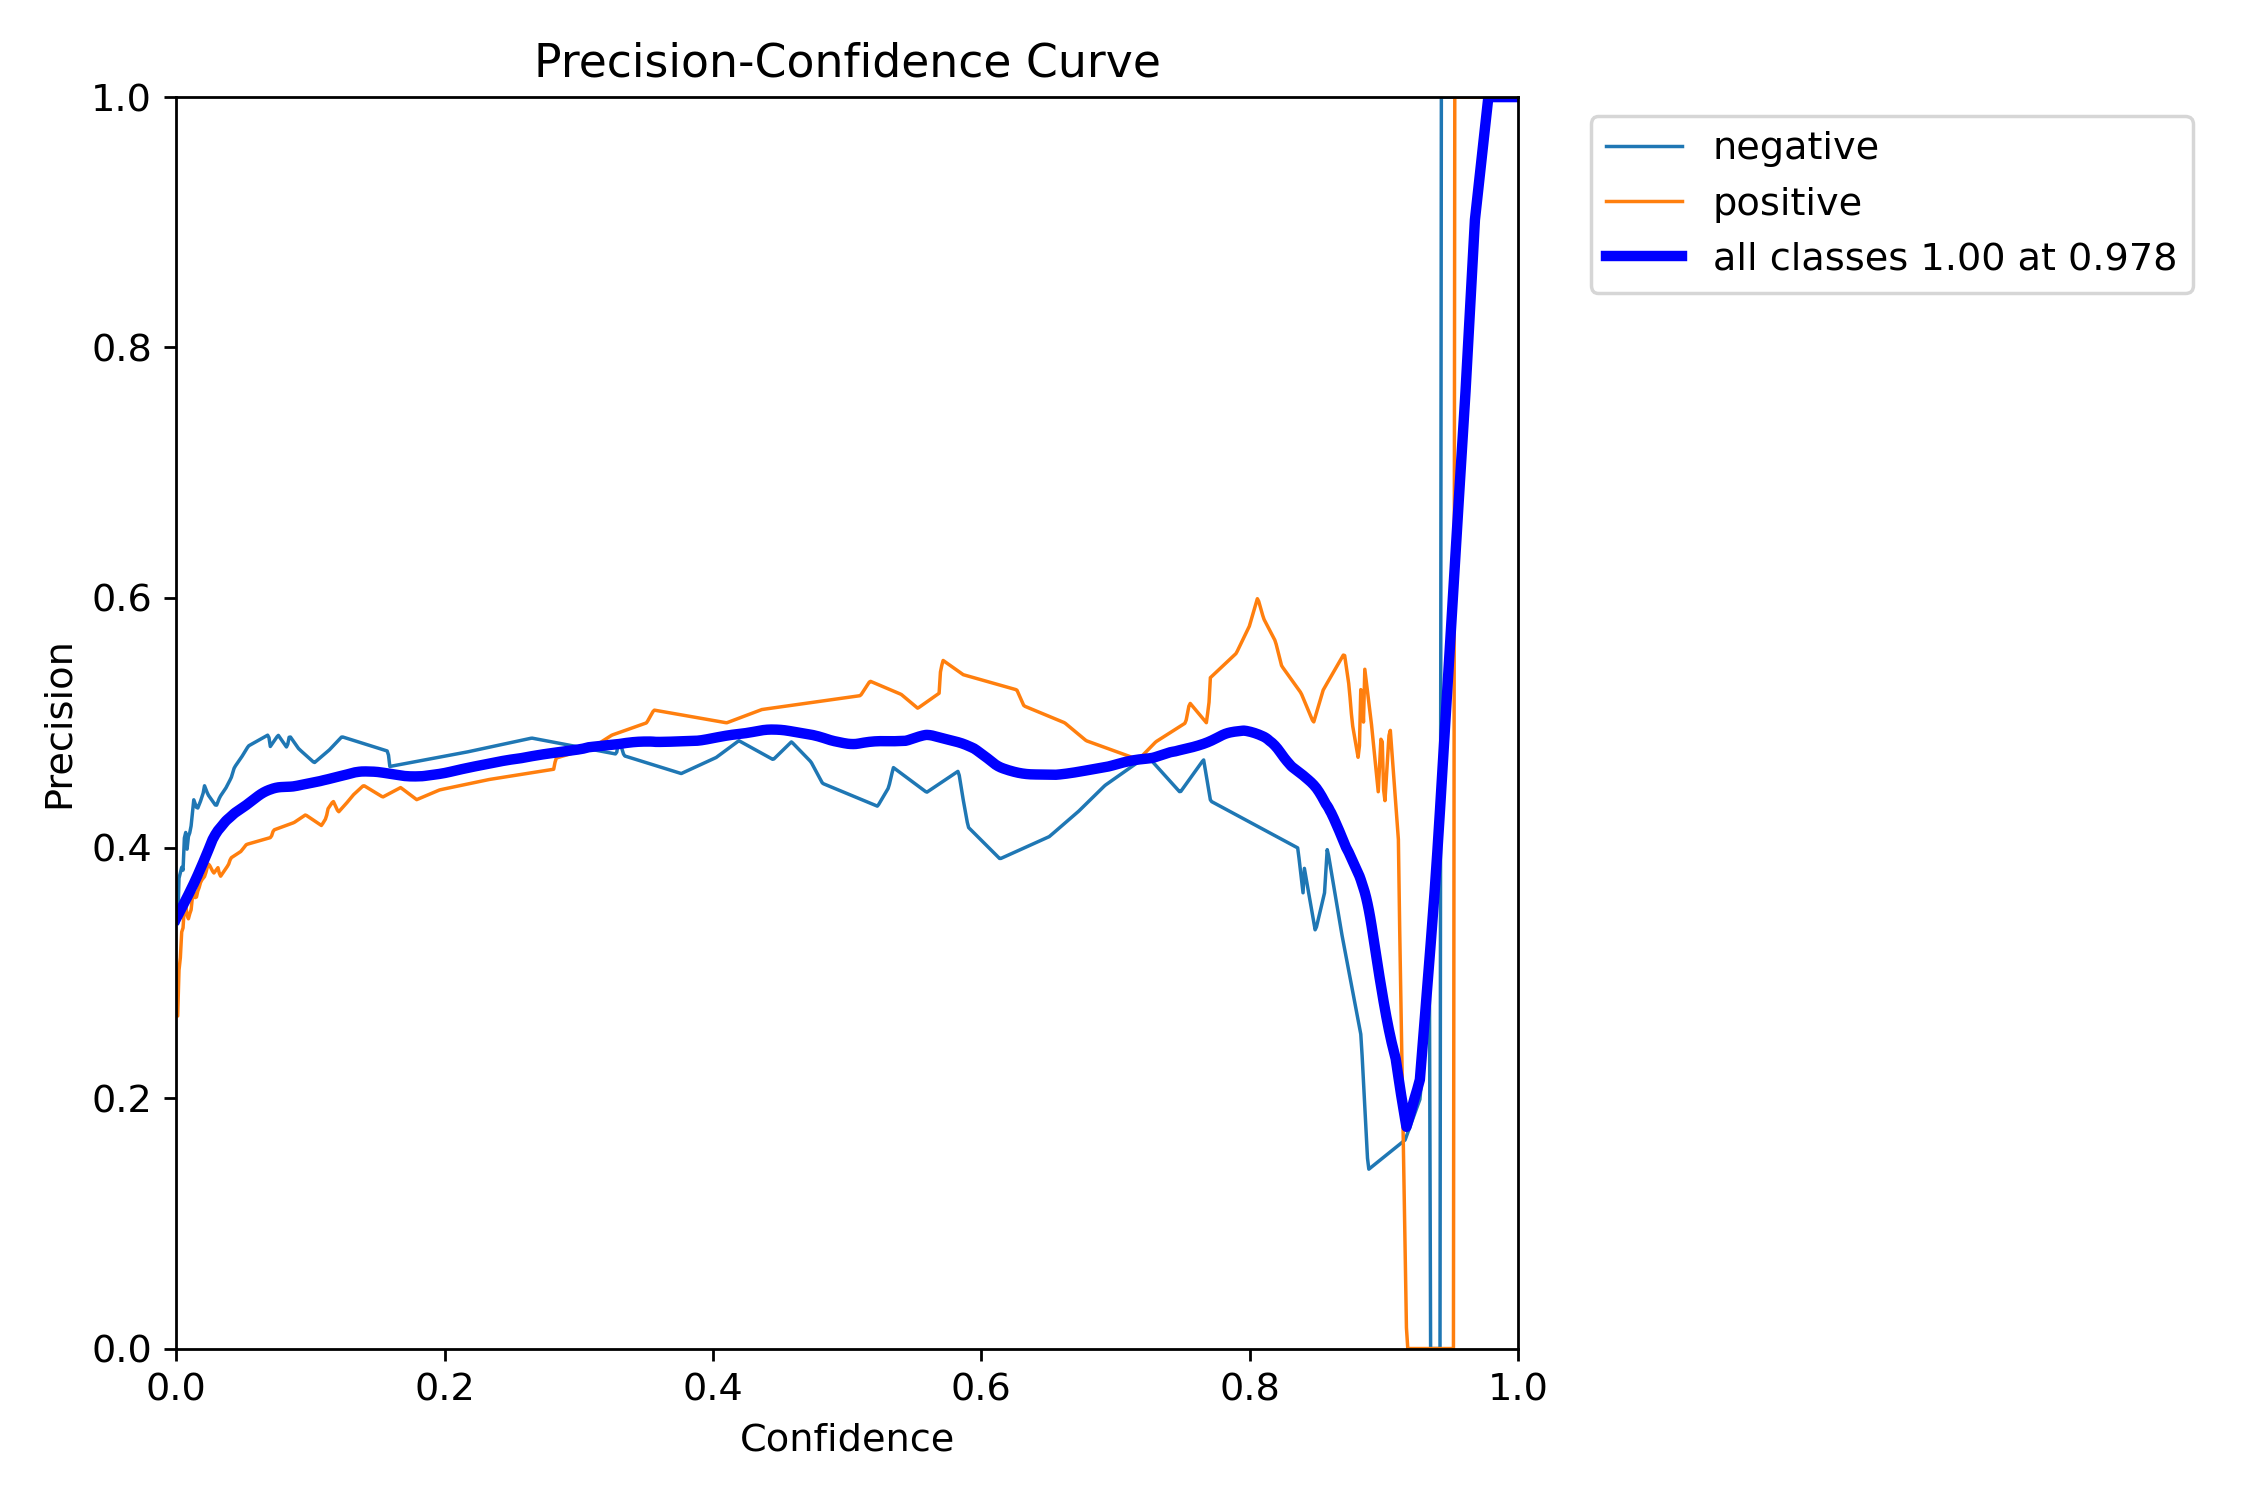 Precision-Confidence Curve
1.0
0.8
0.6
0.4
0.2
0.0
Precision
0.0 0.2 0.4 0.6 0.8 1.0
Confidence
negative
positive
all classes 1.00 at 0.978